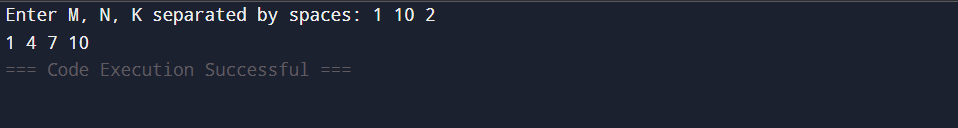 Enter M, N, K separated by spaces: 1 10 2
1 4 7 10
=== Code Execution Successful ===